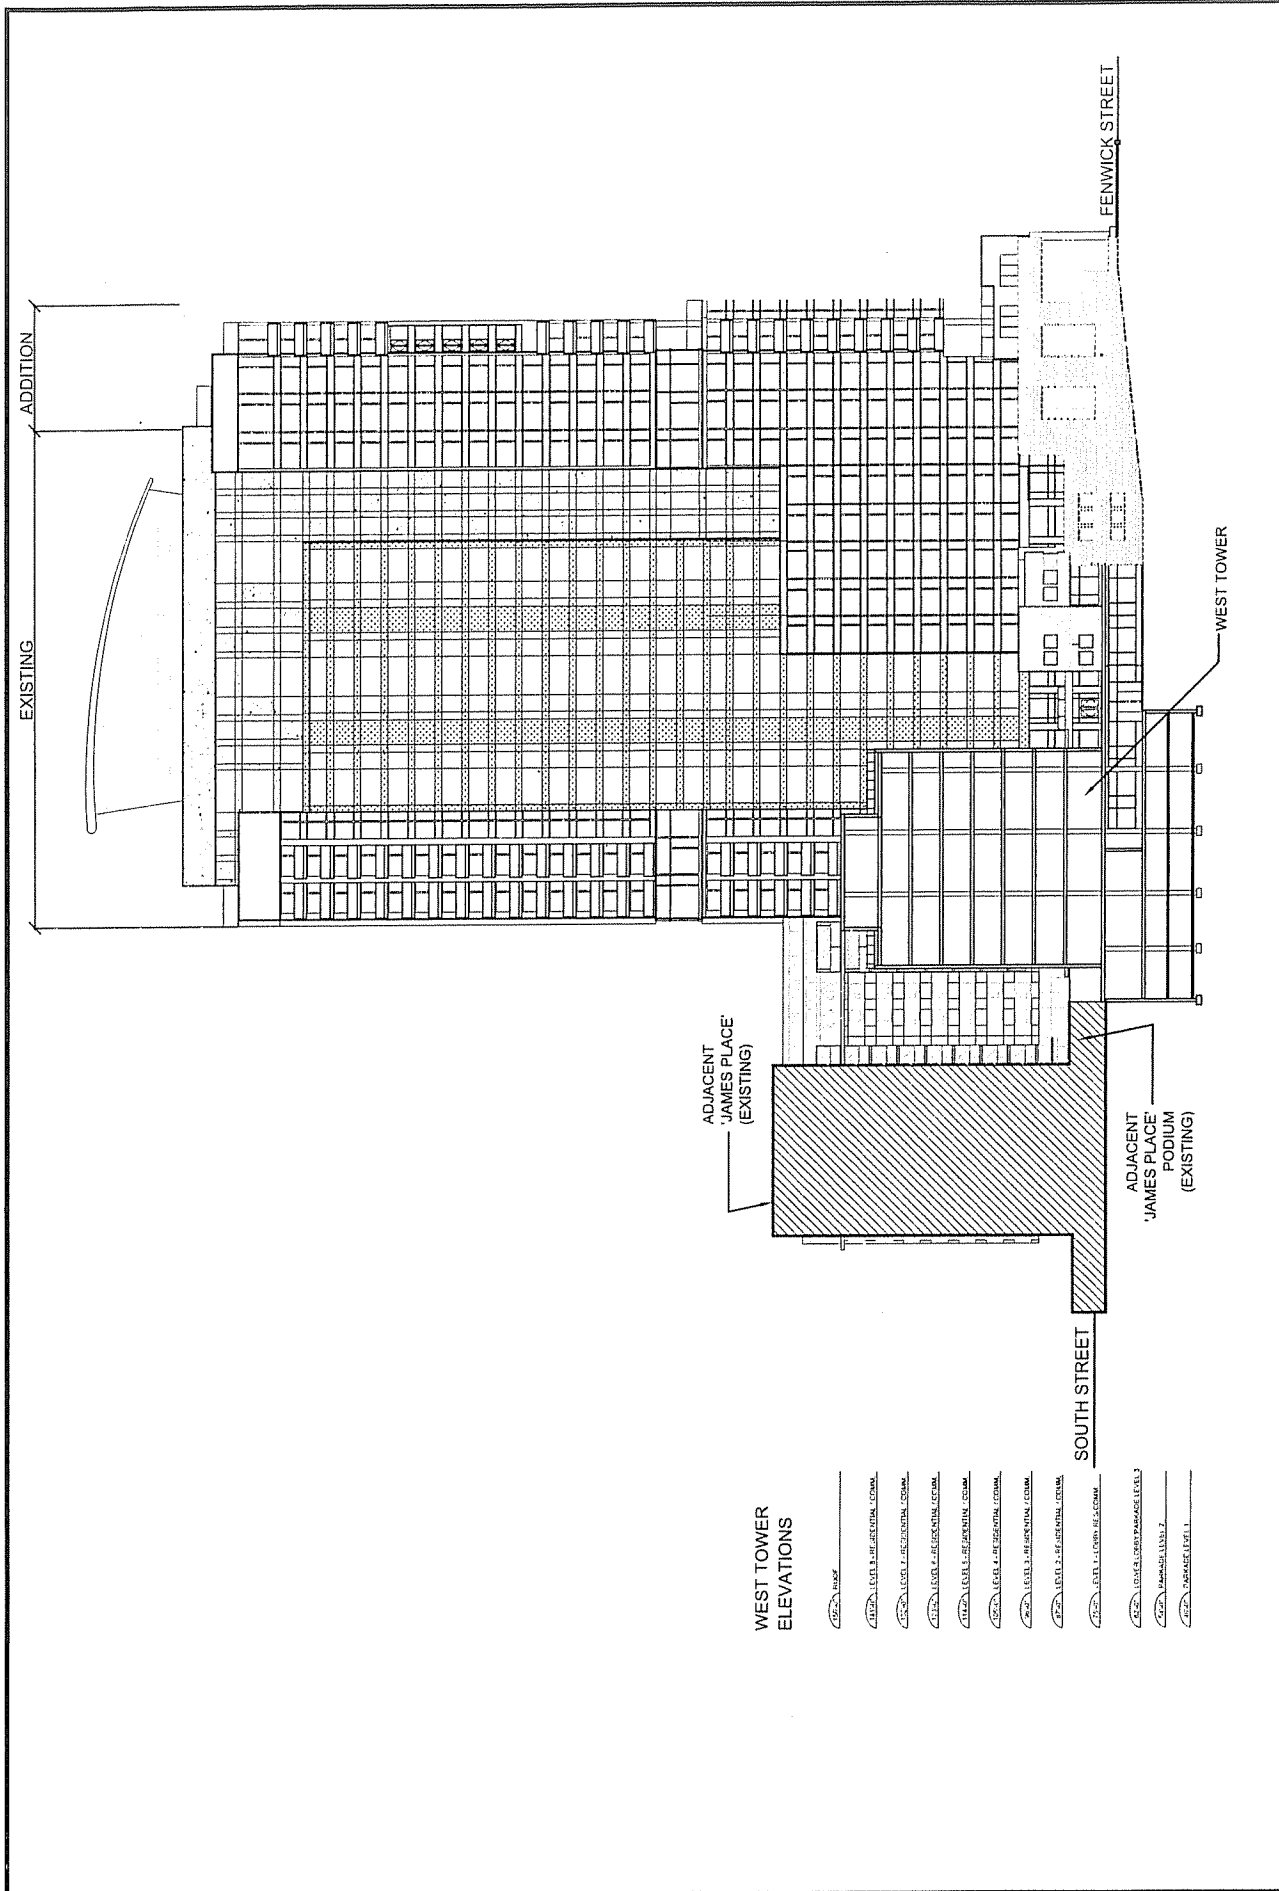 EXISTING
ADDITION
ADJACENT
'JAMES PLACE'
(EXISTING)
FENWICK STREET
WEST TOWER
ADJACENT
'JAMES PLACE'
PODIUM
(EXISTING)
SOUTH STREET
WEST TOWER
ELEVATIONS
ROOF
LEVEL 8 - RESIDENTIAL / COMM.
LEVEL 7 - RESIDENTIAL / COMM.
LEVEL 6 - RESIDENTIAL / COMM.
LEVEL 5 - RESIDENTIAL / COMM.
LEVEL 4 - RESIDENTIAL / COMM.
LEVEL 3 - RESIDENTIAL / COMM.
LEVEL 2 - RESIDENTIAL / COMM.
LEVEL 1 - LOBBY RES./COMM.
LOWER LOBBY PARKADE LEVEL 3
PARKADE LEVEL 2
PARKADE LEVEL 1